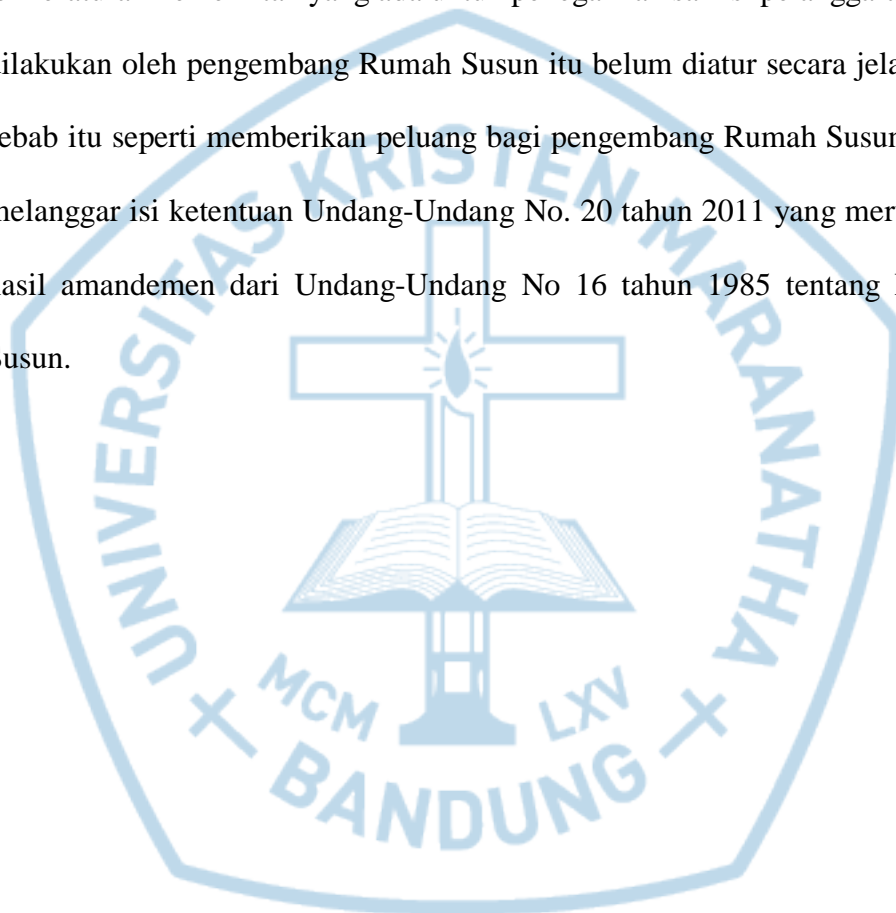 dilakukan oleh pengembang Rumah Susun itu belum diatur secara
sebab itu seperti memberikan peluang bagi pengembang Rumah Susun
melanggar isi ketentuan Undang-Undang No. 20 tahun 2011 yang
hasil amandemen dari Undang-Undang No 16 tahun 1985 tentang
Susun.
UNIVERSITAS KRISTEN MARANATHA
MCM LXV
BANDUNG